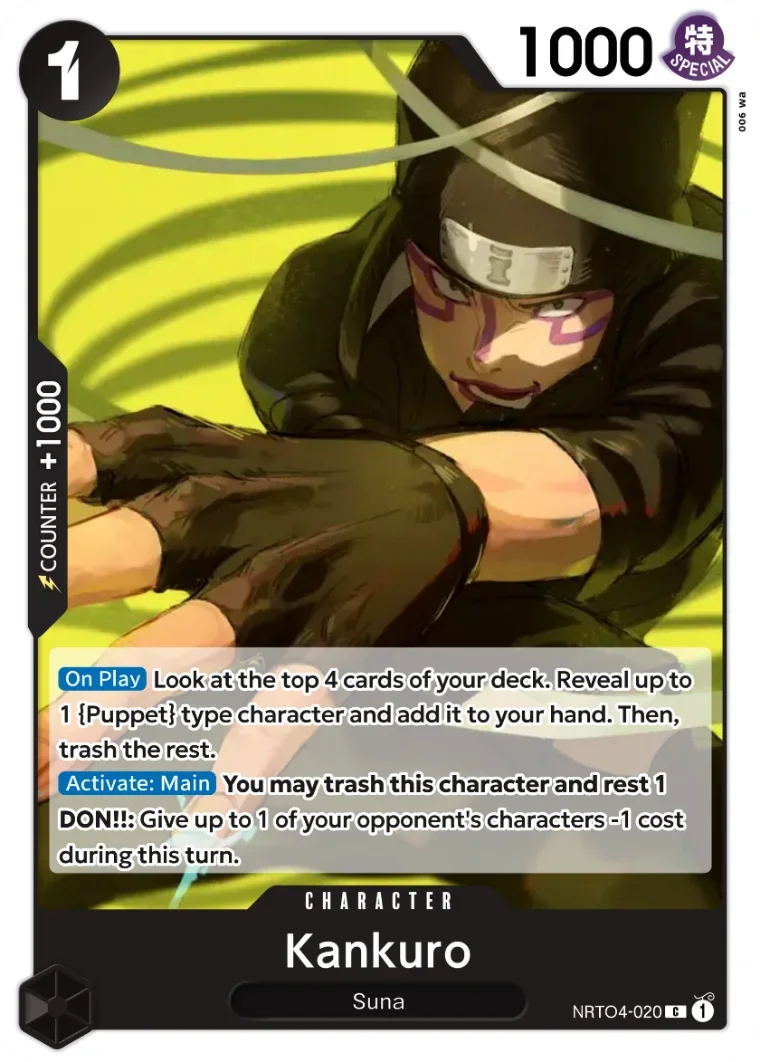 1
1000
特
SPECIAL
006 wa
COUNTER +1000
On Play Look at the top 4 cards of your deck. Reveal up to
1 {Puppet} type character and add it to your hand. Then,
trash the rest.
Activate: Main You may trash this character and rest 1
DON!!: Give up to 1 of your opponent's characters -1 cost
during this turn.
CHARACTER
Kankuro
Suna
NRTO4-020 C 1